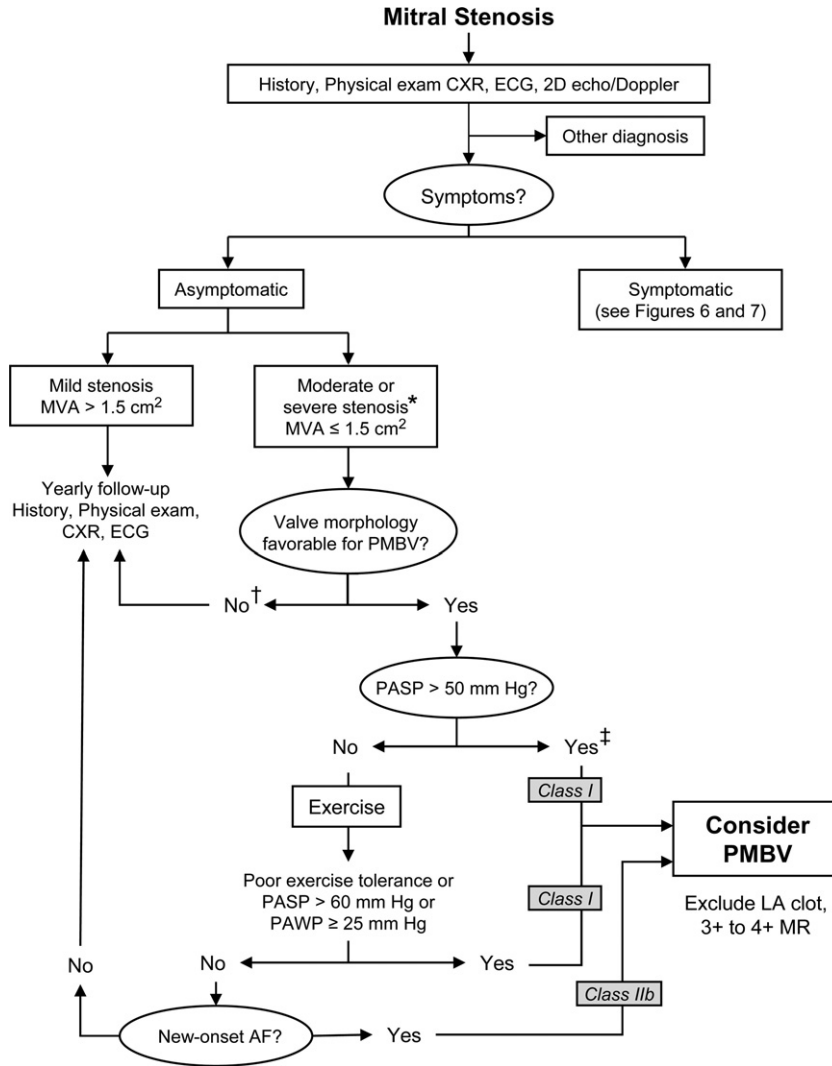 Mitral Stenosis
History, Physical exam CXR, ECG, 2D echo/Doppler
Other diagnosis
Symptoms?
Asymptomatic
Symptomatic
(see Figures 6 and 7)
Mild stenosis
MVA > 1.5 cm²
Moderate or
severe stenosis*
MVA ≤ 1.5 cm²
Yearly follow-up
History, Physical exam,
CXR, ECG
Valve morphology
favorable for PMBV?
No†
Yes
PASP > 50 mm Hg?
No
Yes‡
Class I
Exercise
Consider
PMBV
Poor exercise tolerance or
PASP > 60 mm Hg or
PAWP ≥ 25 mm Hg
Class I
Exclude LA clot,
3+ to 4+ MR
No
No
Yes
Class IIb
New-onset AF?
Yes